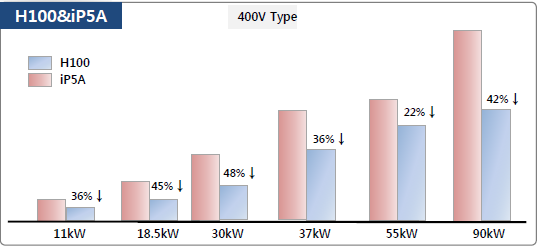 H100&iP5A
400V Type
H100
iP5A
36%↓
45%↓
48%↓
36%↓
22%↓
42%↓
11kW
18.5kW
30kW
37kW
55kW
90kW